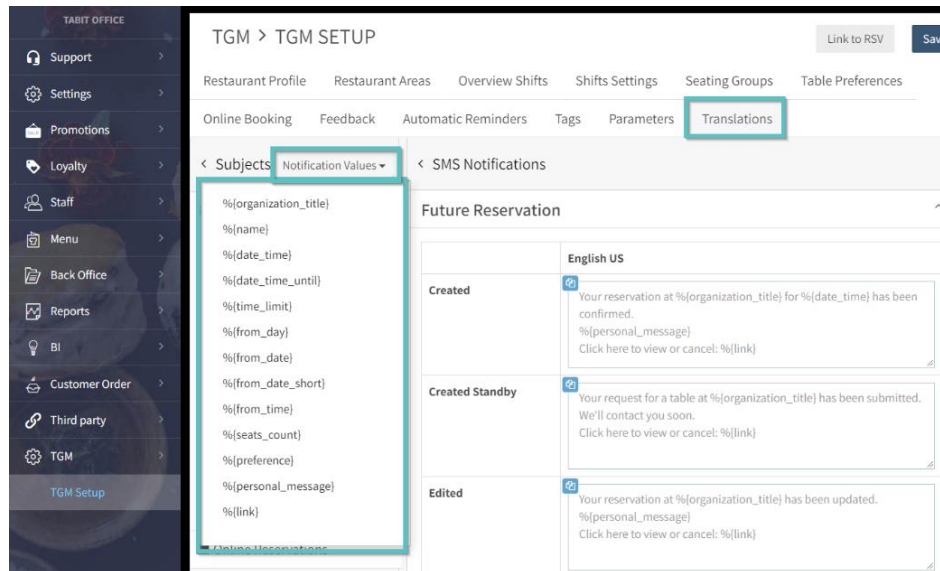 TABIT OFFICE
Support
Settings
Promotions
Loyalty
Staff
Menu
Back Office
Reports
BI
Customer Order
Third party
TGM
TGM Setup
TGM > TGM SETUP
Link to RSV
Restaurant Profile Restaurant Areas Overview Shifts Shifts Settings Seating Groups Table Preferences
Online Booking Feedback Automatic Reminders Tags Parameters Translations
< Subjects Notification Values
%{organization_title}
%{name}
%{date_time}
%{date_time_until}
%{time_limit}
%{from_day}
%{from_date}
%{from_date_short}
%{from_time}
%{seats_count}
%{preference}
%{personal_message}
%{link}
Online Reservations
< SMS Notifications
Future Reservation
English US
Created
Your reservation at %{organization_title} for %{date_time} has been
confirmed.
%{personal_message}
Click here to view or cancel: %{link}
Created Standby
Your request for a table at %{organization_title} has been submitted.
We'll contact you soon.
Click here to view or cancel: %{link}
Edited
Your reservation at %{organization_title} has been updated.
%{personal_message}
Click here to view or cancel: %{link}